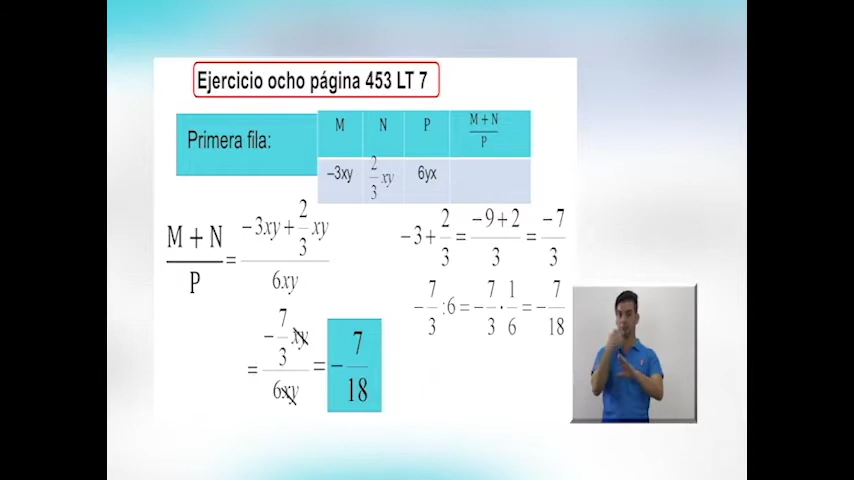 Ejercicio ocho página 453 LT 7
Primera fila:
M N P M + N / P
–3xy 2/3 xy 6yx
M + N / P = −3xy + 2/3 xy / 6xy
−3 + 2/3 = −9 + 2 / 3 = −7 / 3
−7/3 : 6 = −7/3 · 1/6 = −7/18
= −7/3 xy / 6xy = −7/18